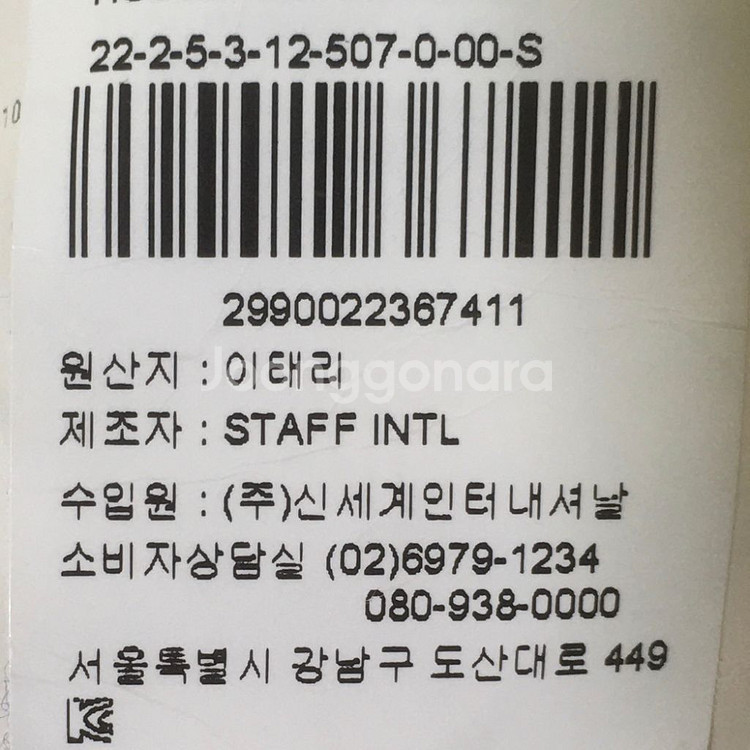 22-2-5-3-12-507-0-00-S
10
2990022367411
원산지 : 이태리
Joonggonara
제조자 : STAFF INTL
수입원 : (주)신세계인터내셔날
소비자상담실 (02)6979-1234
080-938-0000
서울특별시 강남구 도산대로 449